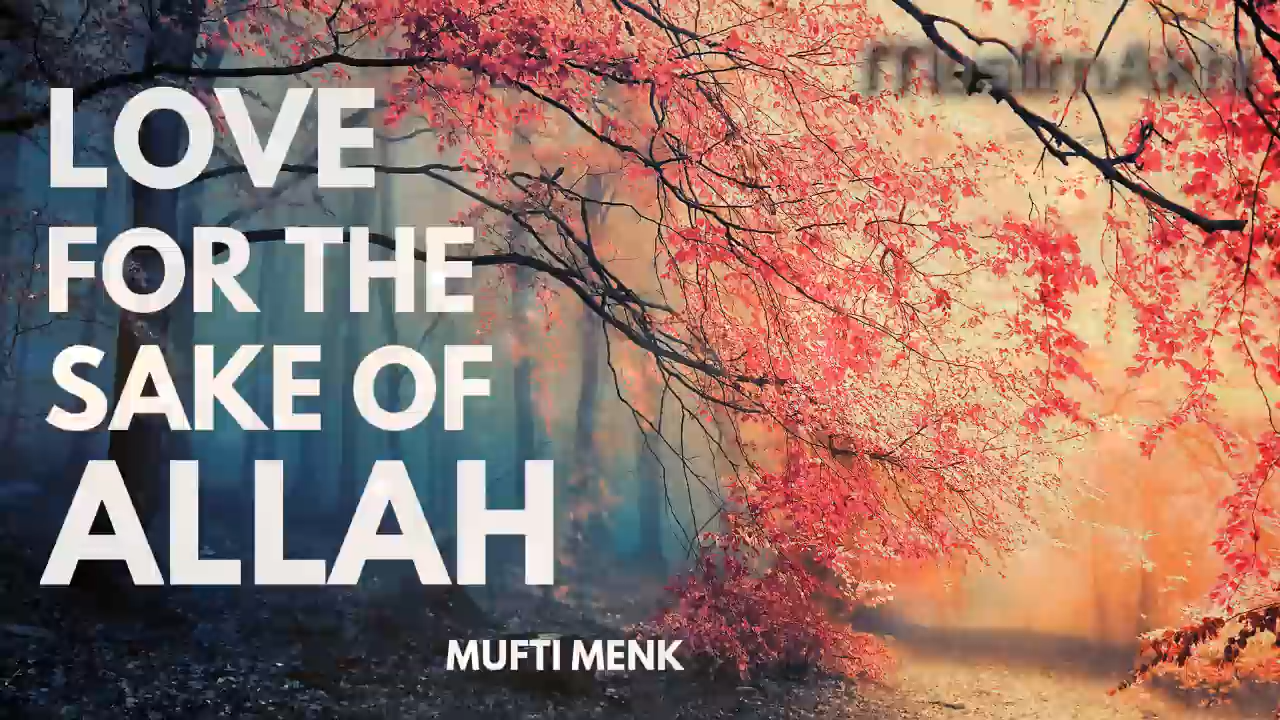 LOVE
FOR THE
SAKE OF
ALLAH
MUFTI MENK